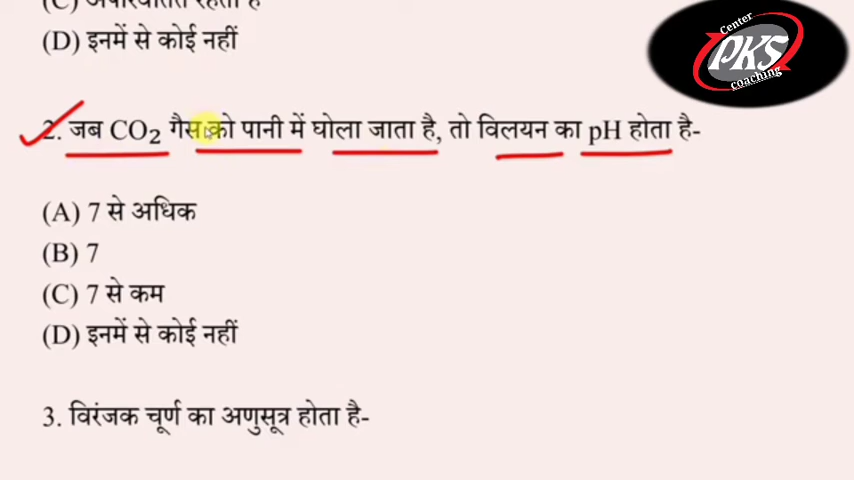 (D) इनमें से कोई नहीं
Center
PKS
coaching
2. जब CO₂ गैस को पानी में घोला जाता है, तो विलयन का pH होता है-
(A) 7 से अधिक
(B) 7
(C) 7 से कम
(D) इनमें से कोई नहीं
3. विरंजक चूर्ण का अणुसूत्र होता है-